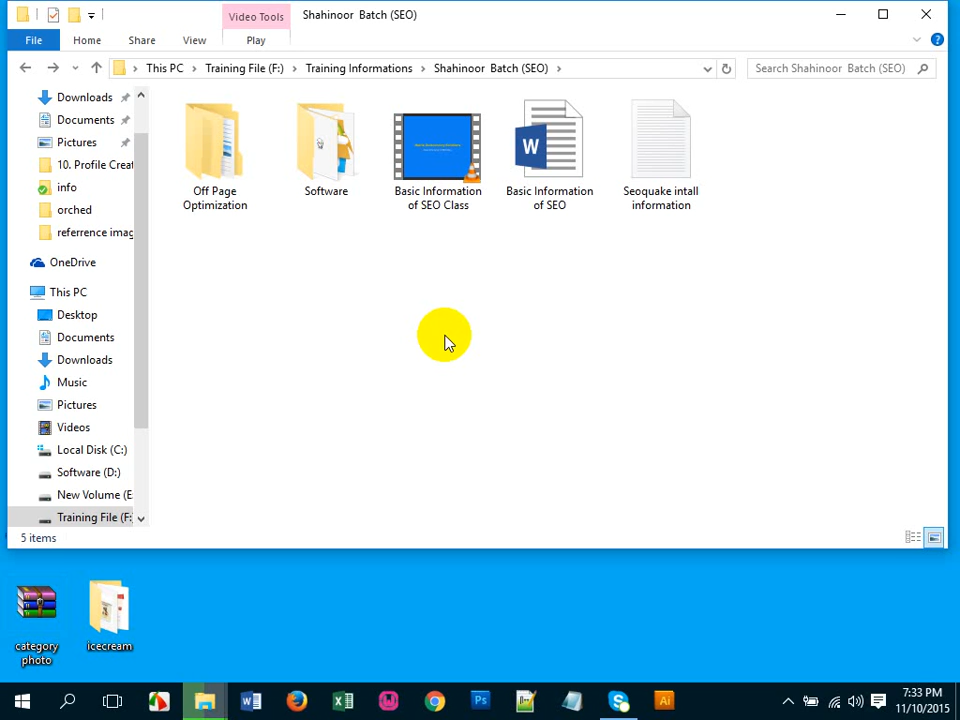 Video Tools
Shahinoor Batch (SEO)
File
Home
Share
View
Play
This PC
Training File (F:)
Training Informations
Shahinoor Batch (SEO)
Search Shahinoor Batch (SEO)
Downloads
Documents
Pictures
10. Profile Creat
info
orched
referrence imag
OneDrive
This PC
Desktop
Documents
Downloads
Music
Pictures
Videos
Local Disk (C:)
Software (D:)
New Volume (E:
Training File (F:
Off Page
Optimization
Software
Basic Information
of SEO Class
W
Basic Information
of SEO
Seoquake intall
information
5 items
category
photo
icecream
Ps
Ai
7:33 PM
11/10/2015